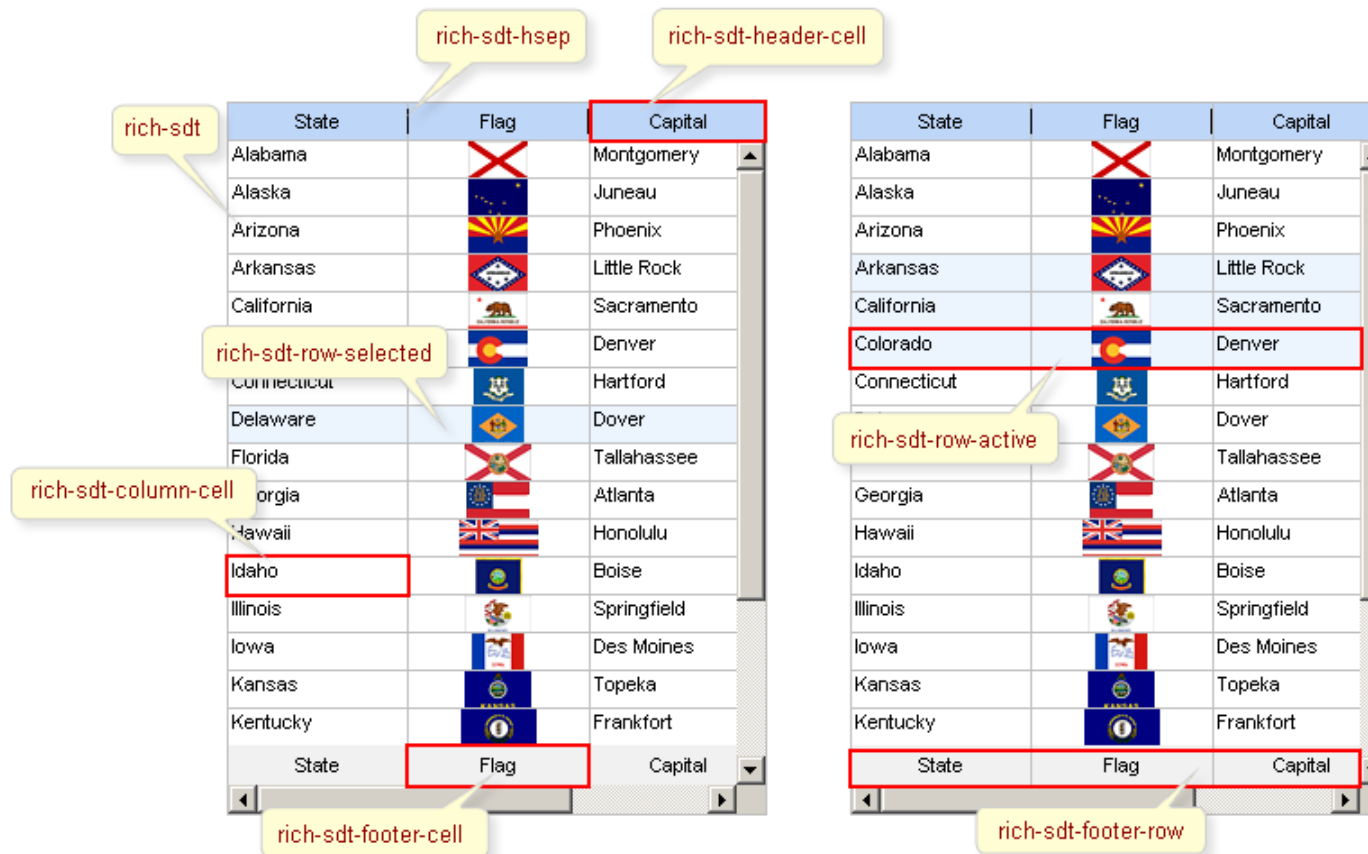 rich-sdt-hsep
rich-sdt-header-cell
rich-sdt
State Flag Capital
Alabama Montgomery
Alaska Juneau
Arizona Phoenix
Arkansas Little Rock
California Sacramento
Denver
rich-sdt-row-selected
Connecticut Hartford
Delaware Dover
Florida Tallahassee
rich-sdt-column-cell
orgia Atlanta
Hawaii Honolulu
Idaho Boise
Illinois Springfield
Iowa Des Moines
Kansas Topeka
Kentucky Frankfort
State Flag Capital
rich-sdt-footer-cell
State Flag Capital
Alabama Montgomery
Alaska Juneau
Arizona Phoenix
Arkansas Little Rock
California Sacramento
Colorado Denver
Connecticut Hartford
Dover
rich-sdt-row-active
Tallahassee
Georgia Atlanta
Hawaii Honolulu
Idaho Boise
Illinois Springfield
Iowa Des Moines
Kansas Topeka
Kentucky Frankfort
State Flag Capital
rich-sdt-footer-row